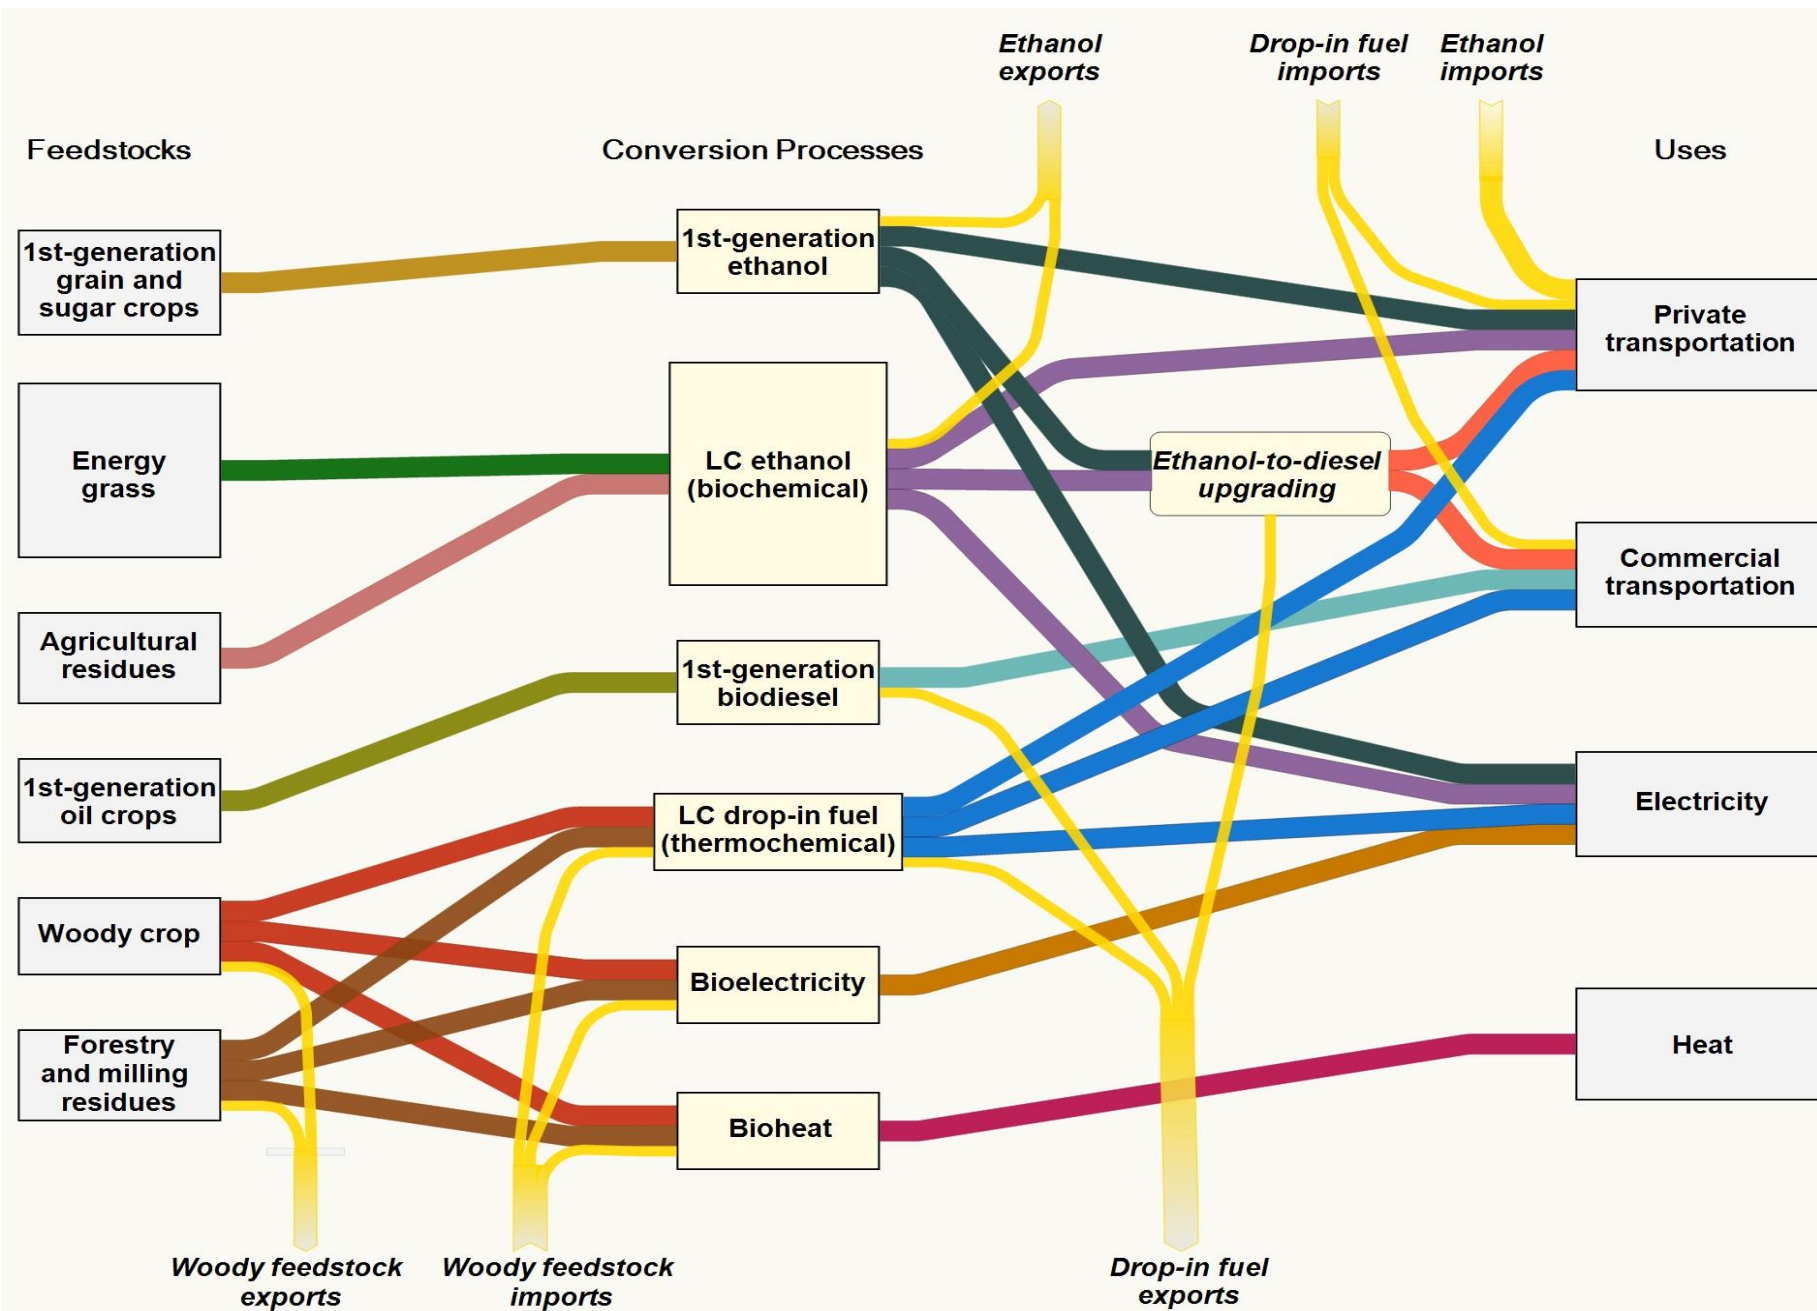 Ethanol
exports
Drop-in fuel
imports
Ethanol
imports
Feedstocks
Conversion Processes
Uses
1st-generation
grain and
sugar crops
Energy
grass
Agricultural
residues
1st-generation
oil crops
Woody crop
Forestry
and milling
residues
1st-generation
ethanol
LC ethanol
(biochemical)
1st-generation
biodiesel
LC drop-in fuel
(thermochemical)
Bioelectricity
Bioheat
Ethanol-to-diesel
upgrading
Private
transportation
Commercial
transportation
Electricity
Heat
Woody feedstock
exports
Woody feedstock
imports
Drop-in fuel
exports